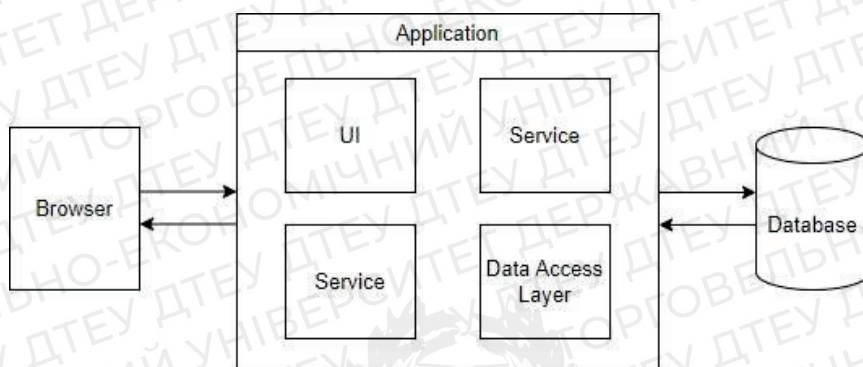 Application
UI
Service
Browser
Database
Service
Data Access
Layer